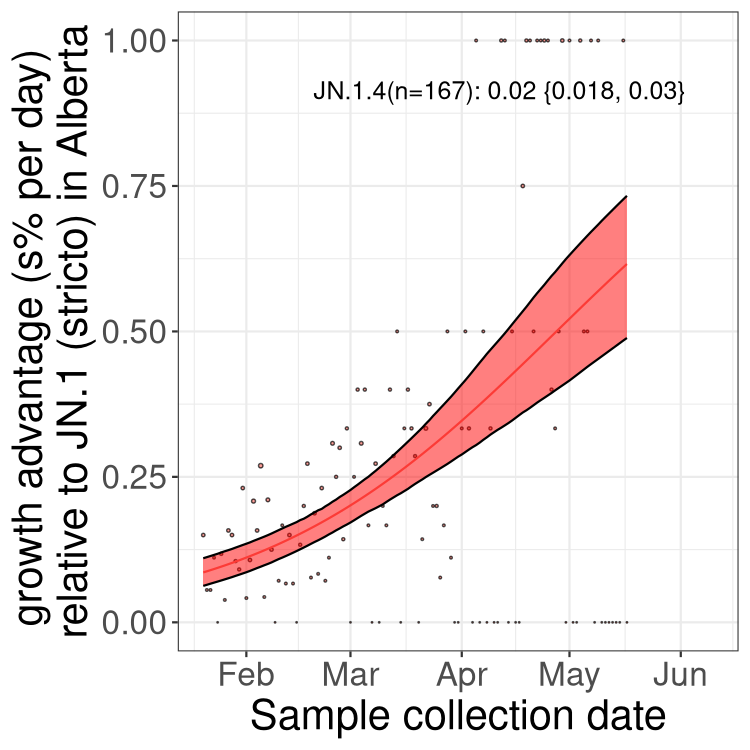 growth advantage (s% per day)
relative to JN.1 (stricto) in Alberta
1.00
0.75
0.50
0.25
0.00
JN.1.4(n=167): 0.02 {0.018, 0.03}
Feb Mar Apr May Jun
Sample collection date